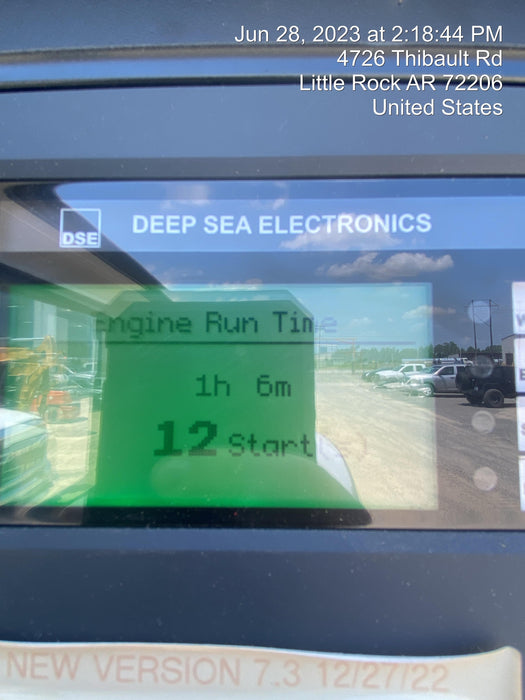 Jun 28, 2023 at 2:18:44 PM
4726 Thibault Rd
Little Rock AR 72206
United States
DSE DEEP SEA ELECTRONICS
Engine Run Time
1h 6m
12 Start(s)
NEW VERSION 7.3 12/27/22